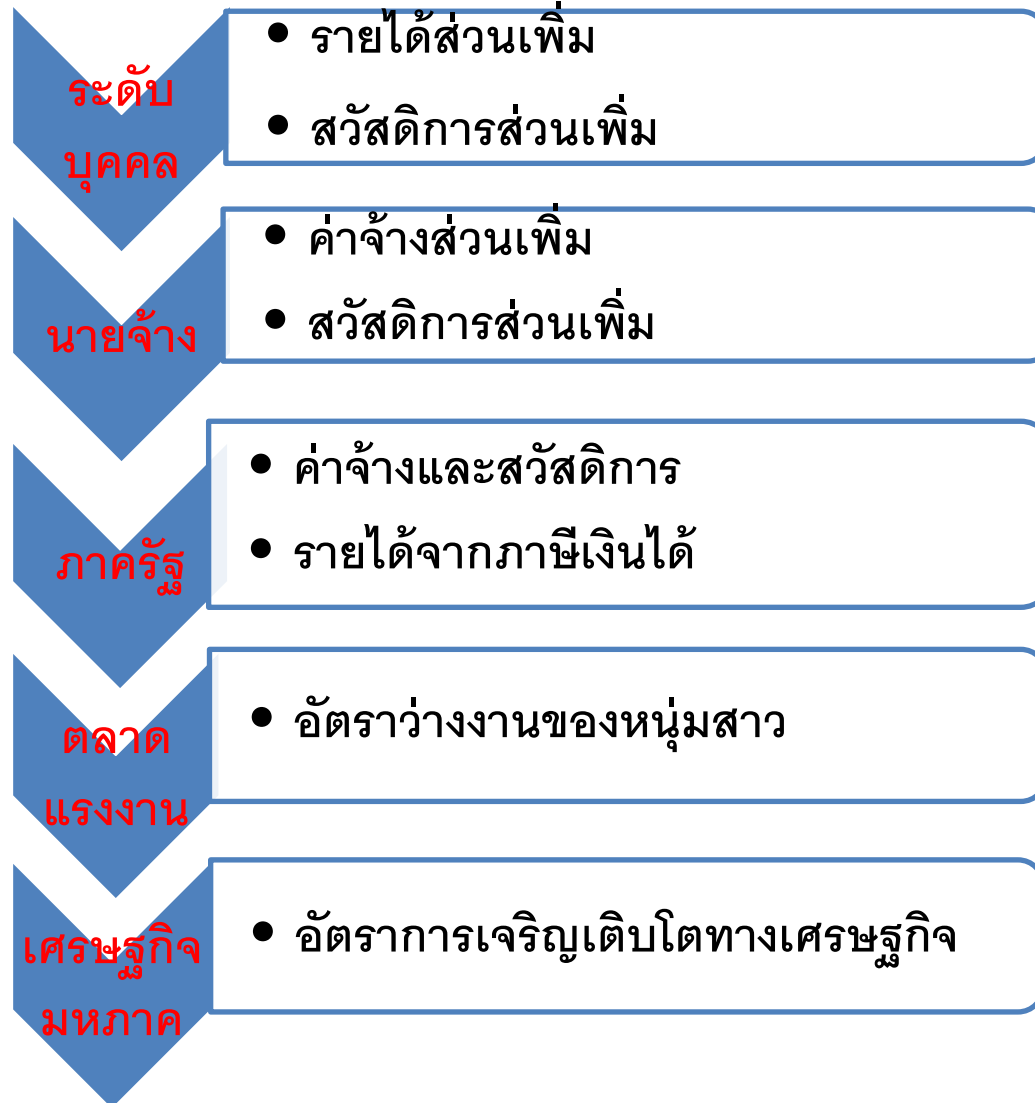 ระดับ
บุคคล
• รายได้ส่วนเพิ่ม
• สวัสดิการส่วนเพิ่ม
นายจ้าง
• ค่าจ้างส่วนเพิ่ม
• สวัสดิการส่วนเพิ่ม
ภาครัฐ
• ค่าจ้างและสวัสดิการ
• รายได้จากภาษีเงินได้
ตลาด
แรงงาน
• อัตราว่างงานของหนุ่มสาว
เศรษฐกิจ
มหภาค
• อัตราการเจริญเติบโตทางเศรษฐกิจ